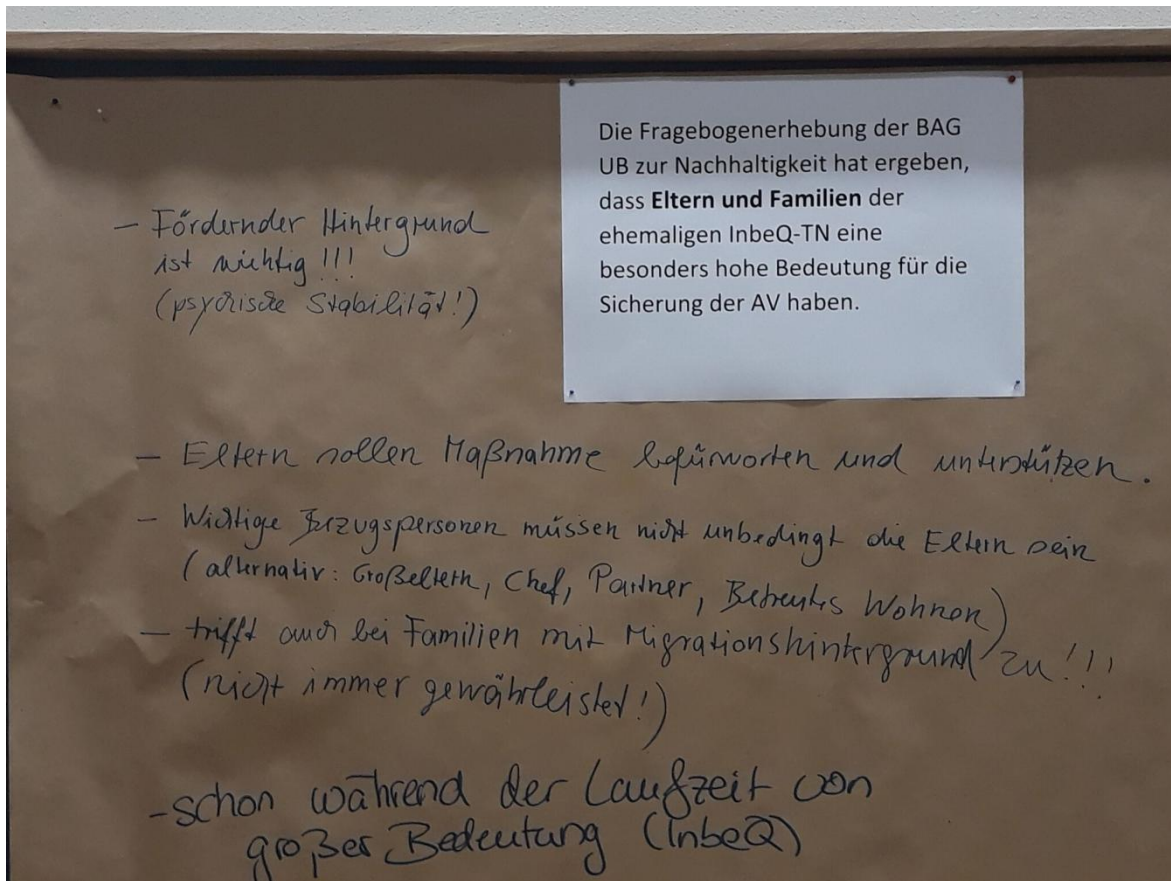 Die Fragebogenerhebung der BAG
UB zur Nachhaltigkeit hat ergeben,
dass Eltern und Familien der
ehemaligen InbeQ-TN eine
besonders hohe Bedeutung für die
Sicherung der AV haben.
- Fördernder Hintergrund
ist wichtig!!!
(psychische Stabilität!)
- Eltern sollen Maßnahme befürworten und unterstützen.
- Wichtige Bezugspersonen müssen nicht unbedingt die Eltern sein
(alternativ: Großeltern, Chef, Partner, Betreutes Wohnen)
- trifft auch bei Familien mit Migrationshintergrund zu!!!
(nicht immer gewährleistet!)
- schon während der Laufzeit von
großer Bedeutung (InbeQ)